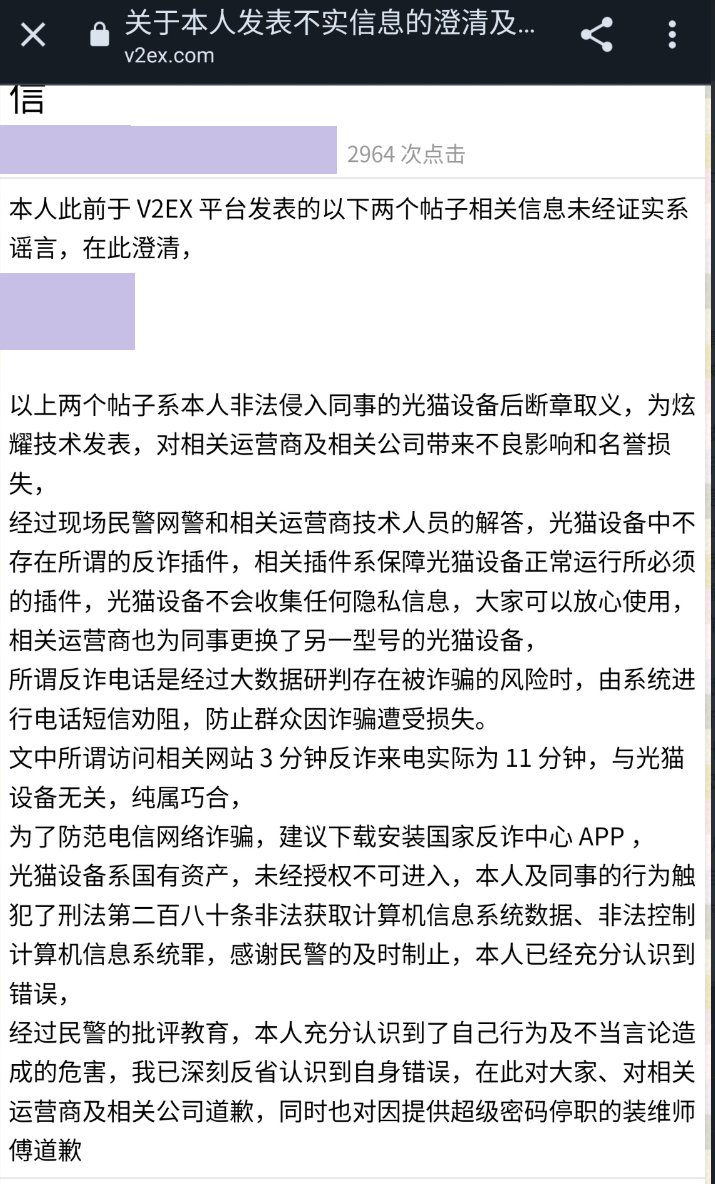 关于本人发表不实信息的澄清及...
v2ex.com
信
2964 次点击
本人此前于 V2EX 平台发表的以下两个帖子相关信息未经证实系
谣言，在此澄清，
以上两个帖子系本人非法侵入同事的光猫设备后断章取义，为炫
耀技术发表，对相关运营商及相关公司带来不良影响和名誉损
失，
经过现场民警网警和相关运营商技术人员的解答，光猫设备中不
存在所谓的反诈插件，相关插件系保障光猫设备正常运行所必须
的插件，光猫设备不会收集任何隐私信息，大家可以放心使用，
相关运营商也为同事更换了另一型号的光猫设备，
所谓反诈电话是经过大数据研判存在被诈骗的风险时，由系统进
行电话短信劝阻，防止群众因诈骗遭受损失。
文中所谓访问相关网站 3 分钟反诈来电实际为 11 分钟，与光猫
设备无关，纯属巧合，
为了防范电信网络诈骗，建议下载安装国家反诈中心 APP ，
光猫设备系国有资产，未经授权不可进入，本人及同事的行为触
犯了刑法第二百八十条非法获取计算机信息系统数据、非法控制
计算机信息系统罪，感谢民警的及时制止，本人已经充分认识到
错误，
经过民警的批评教育，本人充分认识到了自己行为及不当言论造
成的危害，我已深刻反省认识到自身错误，在此对大家、对相关
运营商及相关公司道歉，同时也对因提供超级密码停职的装维师
傅道歉